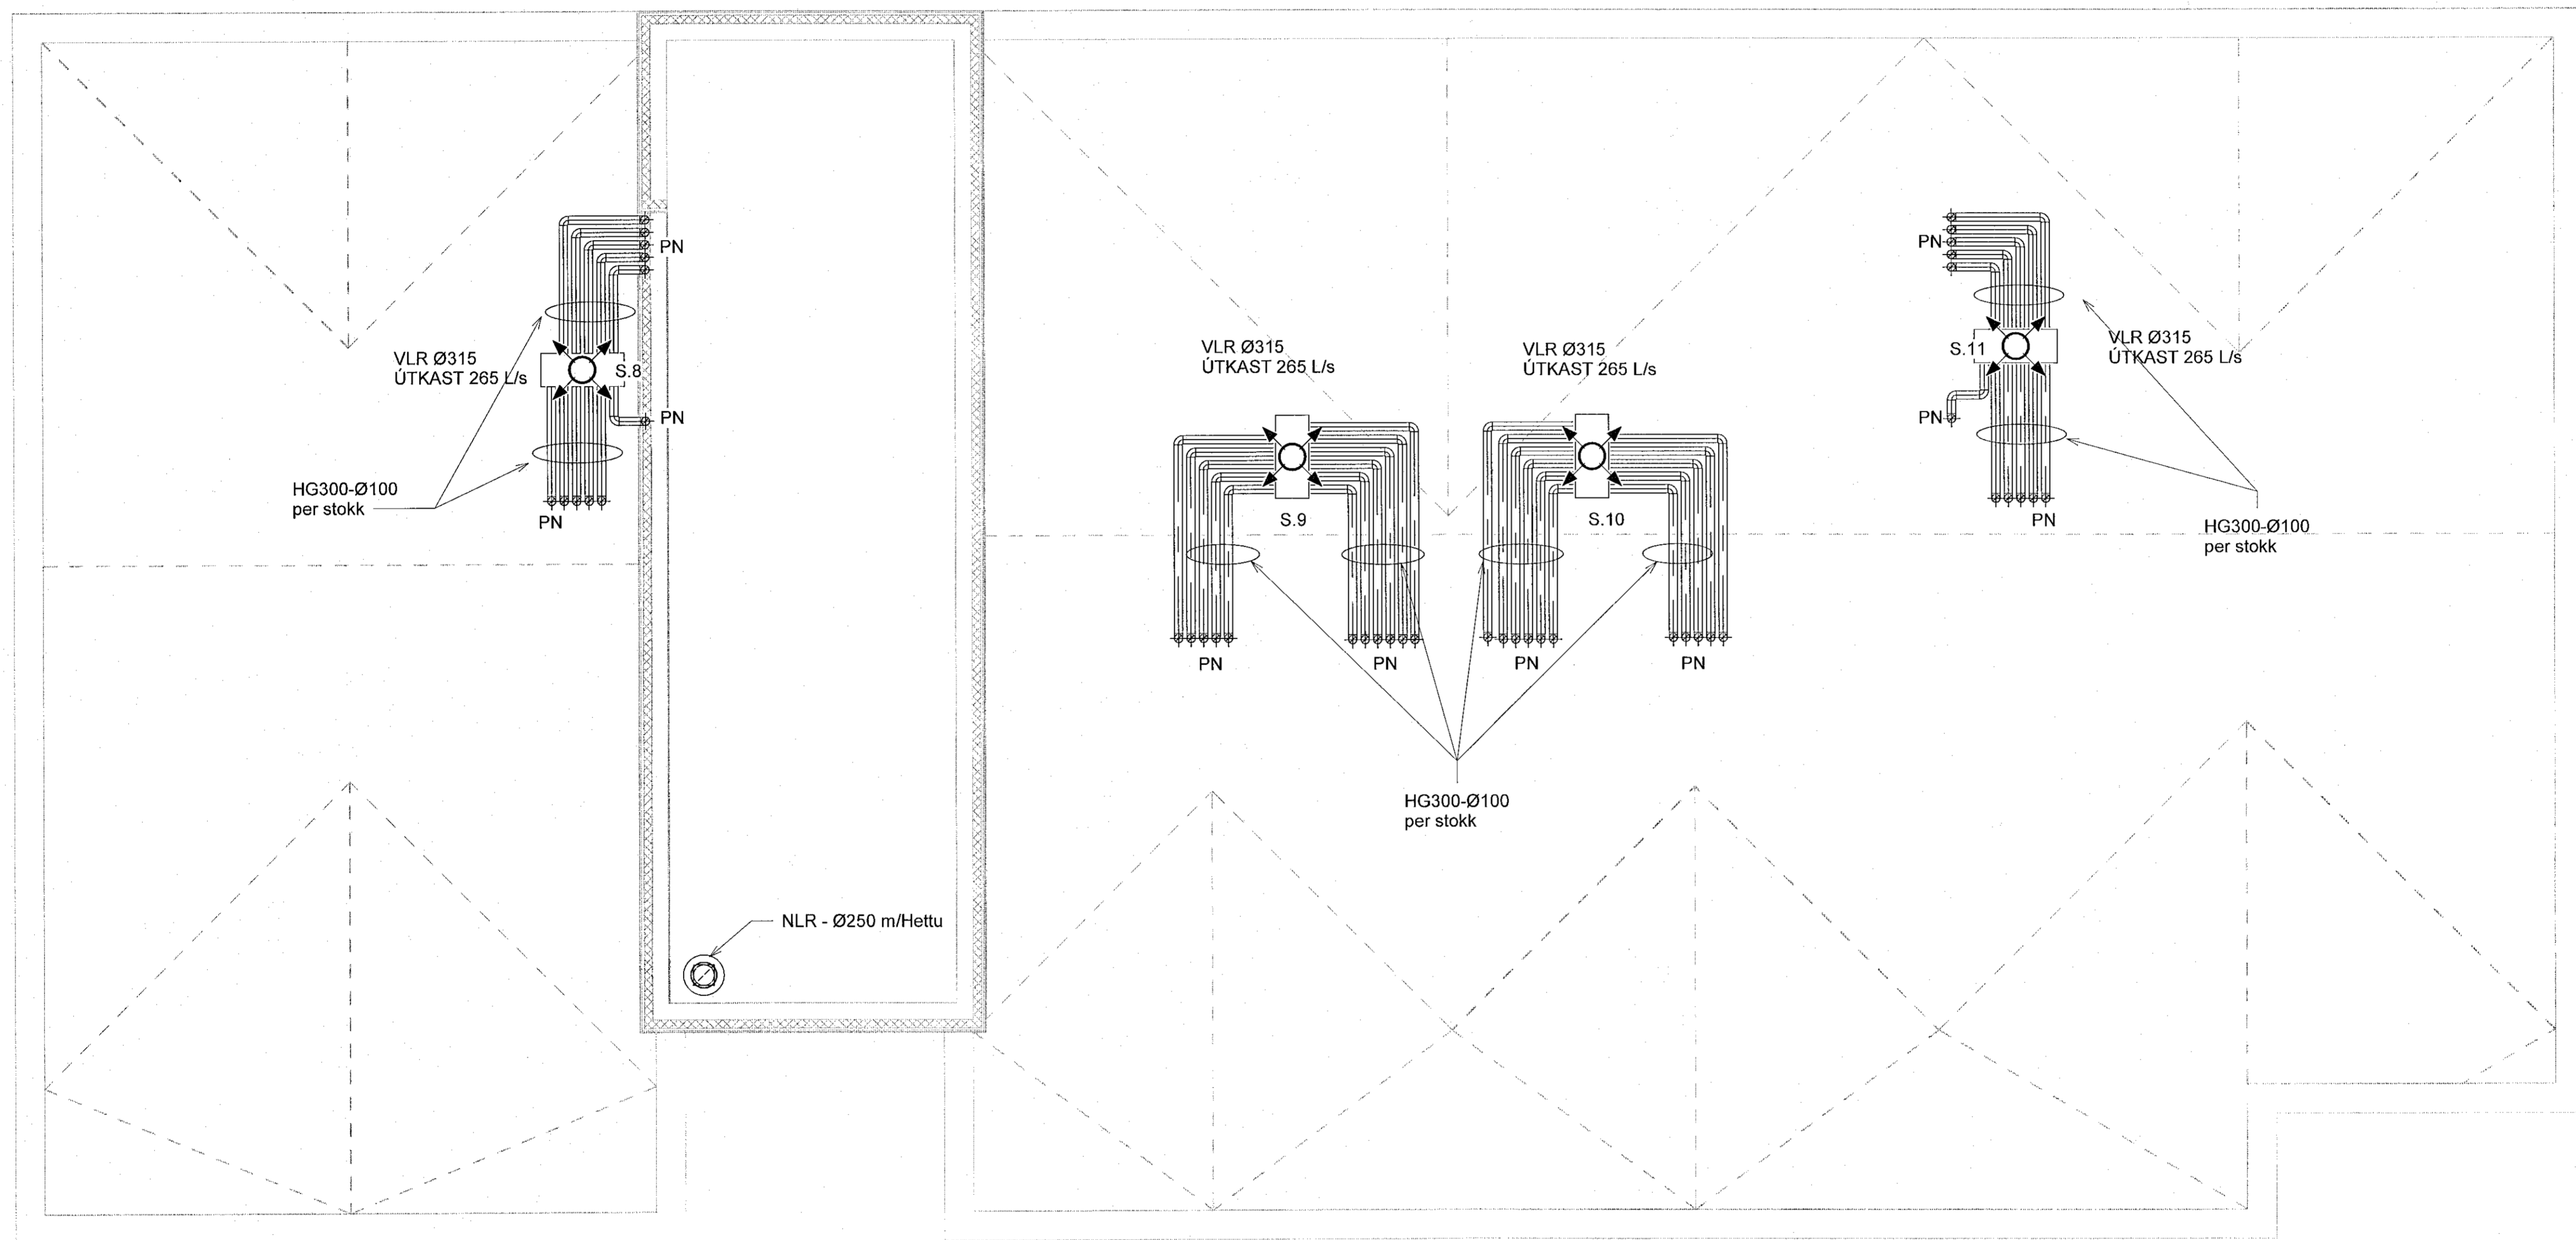 PN
VLR Ø315
ÚTKAST 265 L/s
S.8
PN
HG300-Ø100
per stokk
PN
VLR Ø315
ÚTKAST 265 L/s
S.9
PN
PN
VLR Ø315
ÚTKAST 265 L/s
S.10
PN
PN
HG300-Ø100
per stokk
PN
S.11
VLR Ø315
ÚTKAST 265 L/s
PN
PN
HG300-Ø100
per stokk
NLR - Ø250 m/Hettu